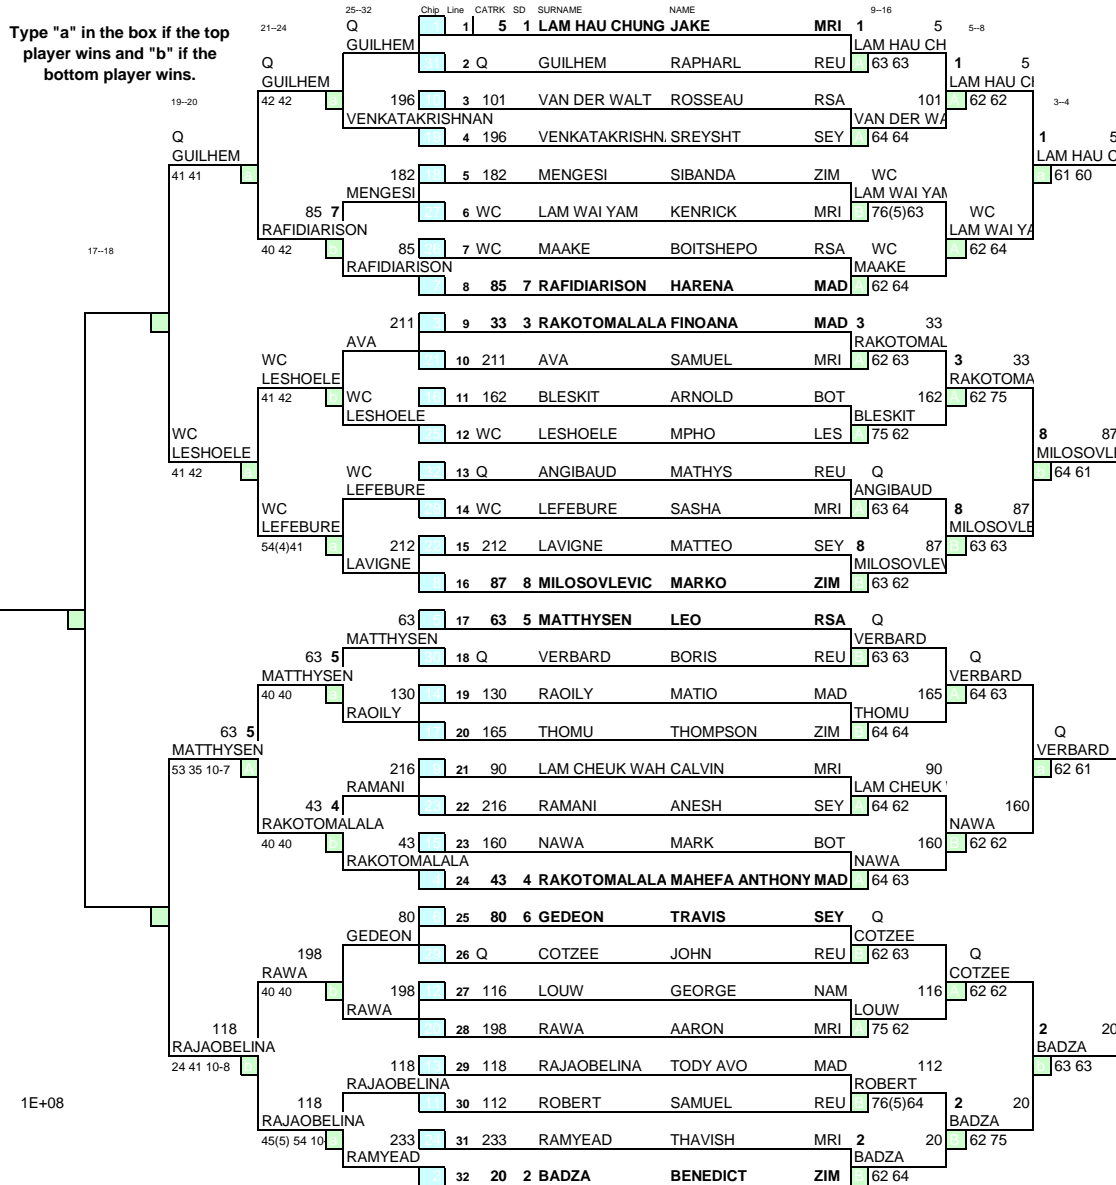 25--32 Chip Line CATRK SD SURNAME NAME 9--16
Type "a" in the box if the top player wins and "b" if the bottom player wins.
21--24 Q 1 5 1 LAM HAU CHUNG JAKE MRI 1 5 5--8
GUILHEM LAM HAU CH
Q 2 Q GUILHEM RAPHARL REU 63 63 1 5
GUILHEM LAM HAU CH
19--20 42 42 196 3 101 VAN DER WALT ROSSEAU RSA 101 62 62 3--4
VENKATAKRISHNAN VAN DER WA
Q 4 196 VENKATAKRISHN SREYSHT SEY 64 64 1 5
GUILHEM LAM HAU C
41 41 182 5 182 MENGESI SIBANDA ZIM WC 61 60
MENGESI LAM WAI YAM
85 7 6 WC LAM WAI YAM KENRICK MRI 76(5)63 WC
RAFIDIARISON LAM WAI YA
17--18 40 42 85 7 WC MAAKE BOITSHEPO RSA WC 62 64
RAFIDIARISON MAAKE
8 85 7 RAFIDIARISON HARENA MAD 62 64
211 9 33 3 RAKOTOMALALA FINOANA MAD 3 33
AVA RAKOTOMAL
WC 10 211 AVA SAMUEL MRI 62 63 3 33
LESHOELE RAKOTOMA
41 42 WC 11 162 BLESKIT ARNOLD BOT 162 62 75
LESHOELE BLESKIT
WC 12 WC LESHOELE MPHO LES 75 62 8 87
LESHOELE MILOSOVLE
41 42 WC 13 Q ANGIBAUD MATHYS REU Q 64 61
LEFEBURE ANGIBAUD
WC 14 WC LEFEBURE SASHA MRI 63 64 8 87
LEFEBURE MILOSOVLE
54(4)41 212 15 212 LAVIGNE MATTEO SEY 8 87 63 63
LAVIGNE MILOSOVLEV
16 87 8 MILOSOVLEVIC MARKO ZIM 63 62
63 17 63 5 MATTHYSEN LEO RSA Q
MATTHYSEN VERBARD
63 5 18 Q VERBARD BORIS REU 63 63 Q
MATTHYSEN VERBARD
40 40 130 19 130 RAOILY MATIO MAD 165 64 63
RAOILY THOMU
63 5 20 165 THOMU THOMPSON ZIM 64 64 Q
MATTHYSEN VERBARD
53 35 10-7 216 21 90 LAM CHEUK WAH CALVIN MRI 90 62 61
RAMANI LAM CHEUK
43 4 22 216 RAMANI ANESH SEY 64 62 160
RAKOTOMALALA NAWA
40 40 43 23 160 NAWA MARK BOT 160 62 62
RAKOTOMALALA NAWA
24 43 4 RAKOTOMALALA MAHEFA ANTHONY MAD 64 63
80 25 80 6 GEDEON TRAVIS SEY Q
GEDEON COTZEE
198 26 Q COTZEE JOHN REU 62 63 Q
RAWA COTZEE
40 40 198 27 116 LOUW GEORGE NAM 116 62 62
RAWA LOUW
118 28 198 RAWA AARON MRI 75 62 2 20
RAJAOBELINA BADZA
24 41 10-8 118 29 118 RAJAOBELINA TODY AVO MAD 112 63 63
RAJAOBELINA ROBERT
1E+08 118 30 112 ROBERT SAMUEL REU 76(5)64 2 20
RAJAOBELINA BADZA
45(5) 54 10- 233 31 233 RAMYEAD THAVISH MRI 2 20 62 75
RAMYEAD BADZA
32 20 2 BADZA BENEDICT ZIM 62 64